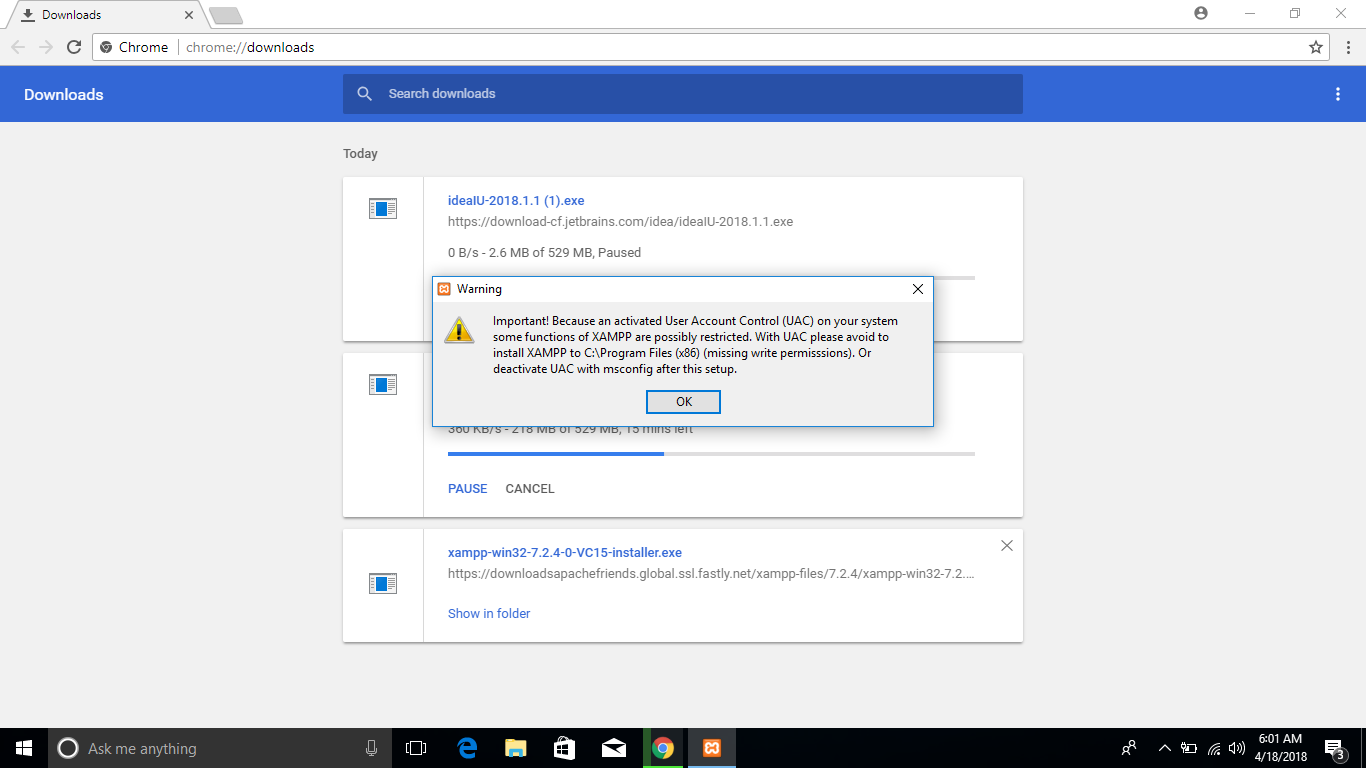 Downloads
Chrome chrome://downloads
Downloads
Search downloads
Today
ideaIU-2018.1.1 (1).exe
https://download-cf.jetbrains.com/idea/ideaIU-2018.1.1.exe
0 B/s - 2.6 MB of 529 MB, Paused
Warning
Important! Because an activated User Account Control (UAC) on your system
some functions of XAMPP are possibly restricted. With UAC please avoid to
install XAMPP to C:\Program Files (x86) (missing write permisssions). Or
deactivate UAC with msconfig after this setup.
OK
360 KB/s - 218 MB of 529 MB, 15 mins left
PAUSE CANCEL
xampp-win32-7.2.4-0-VC15-installer.exe
https://downloadsapachefriends.global.ssl.fastly.net/xampp-files/7.2.4/xampp-win32-7.2....
Show in folder
Ask me anything
6:01 AM
4/18/2018
3